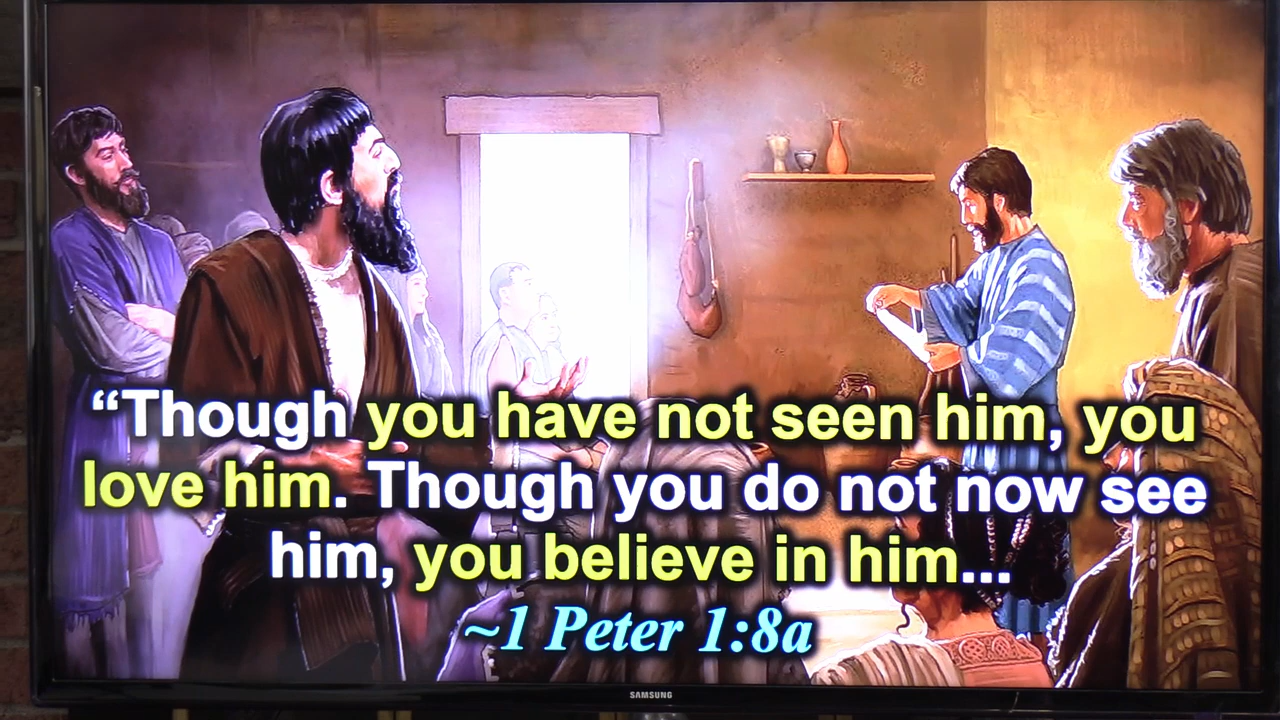 “Though you have not seen him, you
love him. Though you do not now see
him, you believe in him...
~1 Peter 1:8a
SAMSUNG